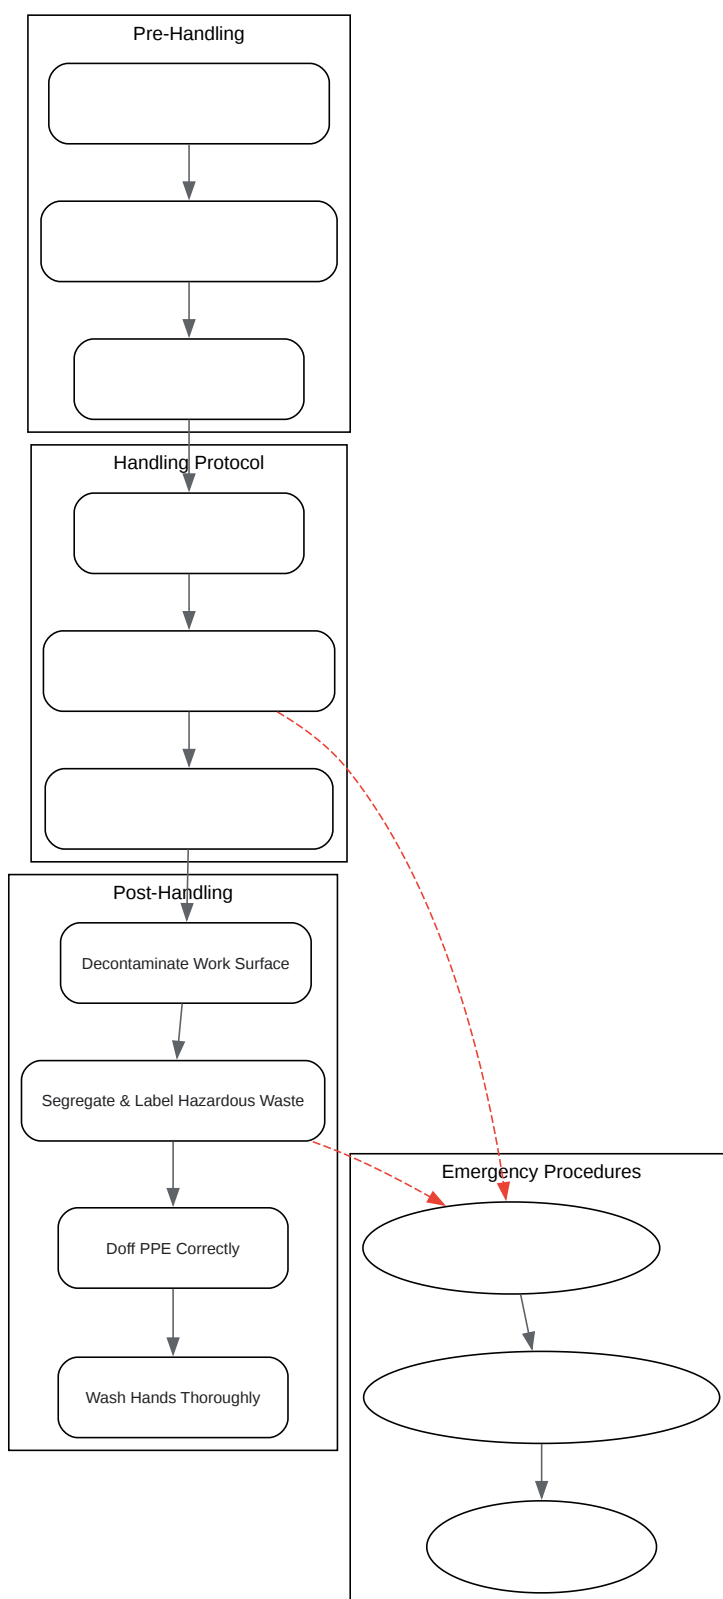 Pre-Handling
Handling Protocol
Post-Handling
Decontaminate Work Surface
Segregate & Label Hazardous Waste
Doff PPE Correctly
Wash Hands Thoroughly
Emergency Procedures